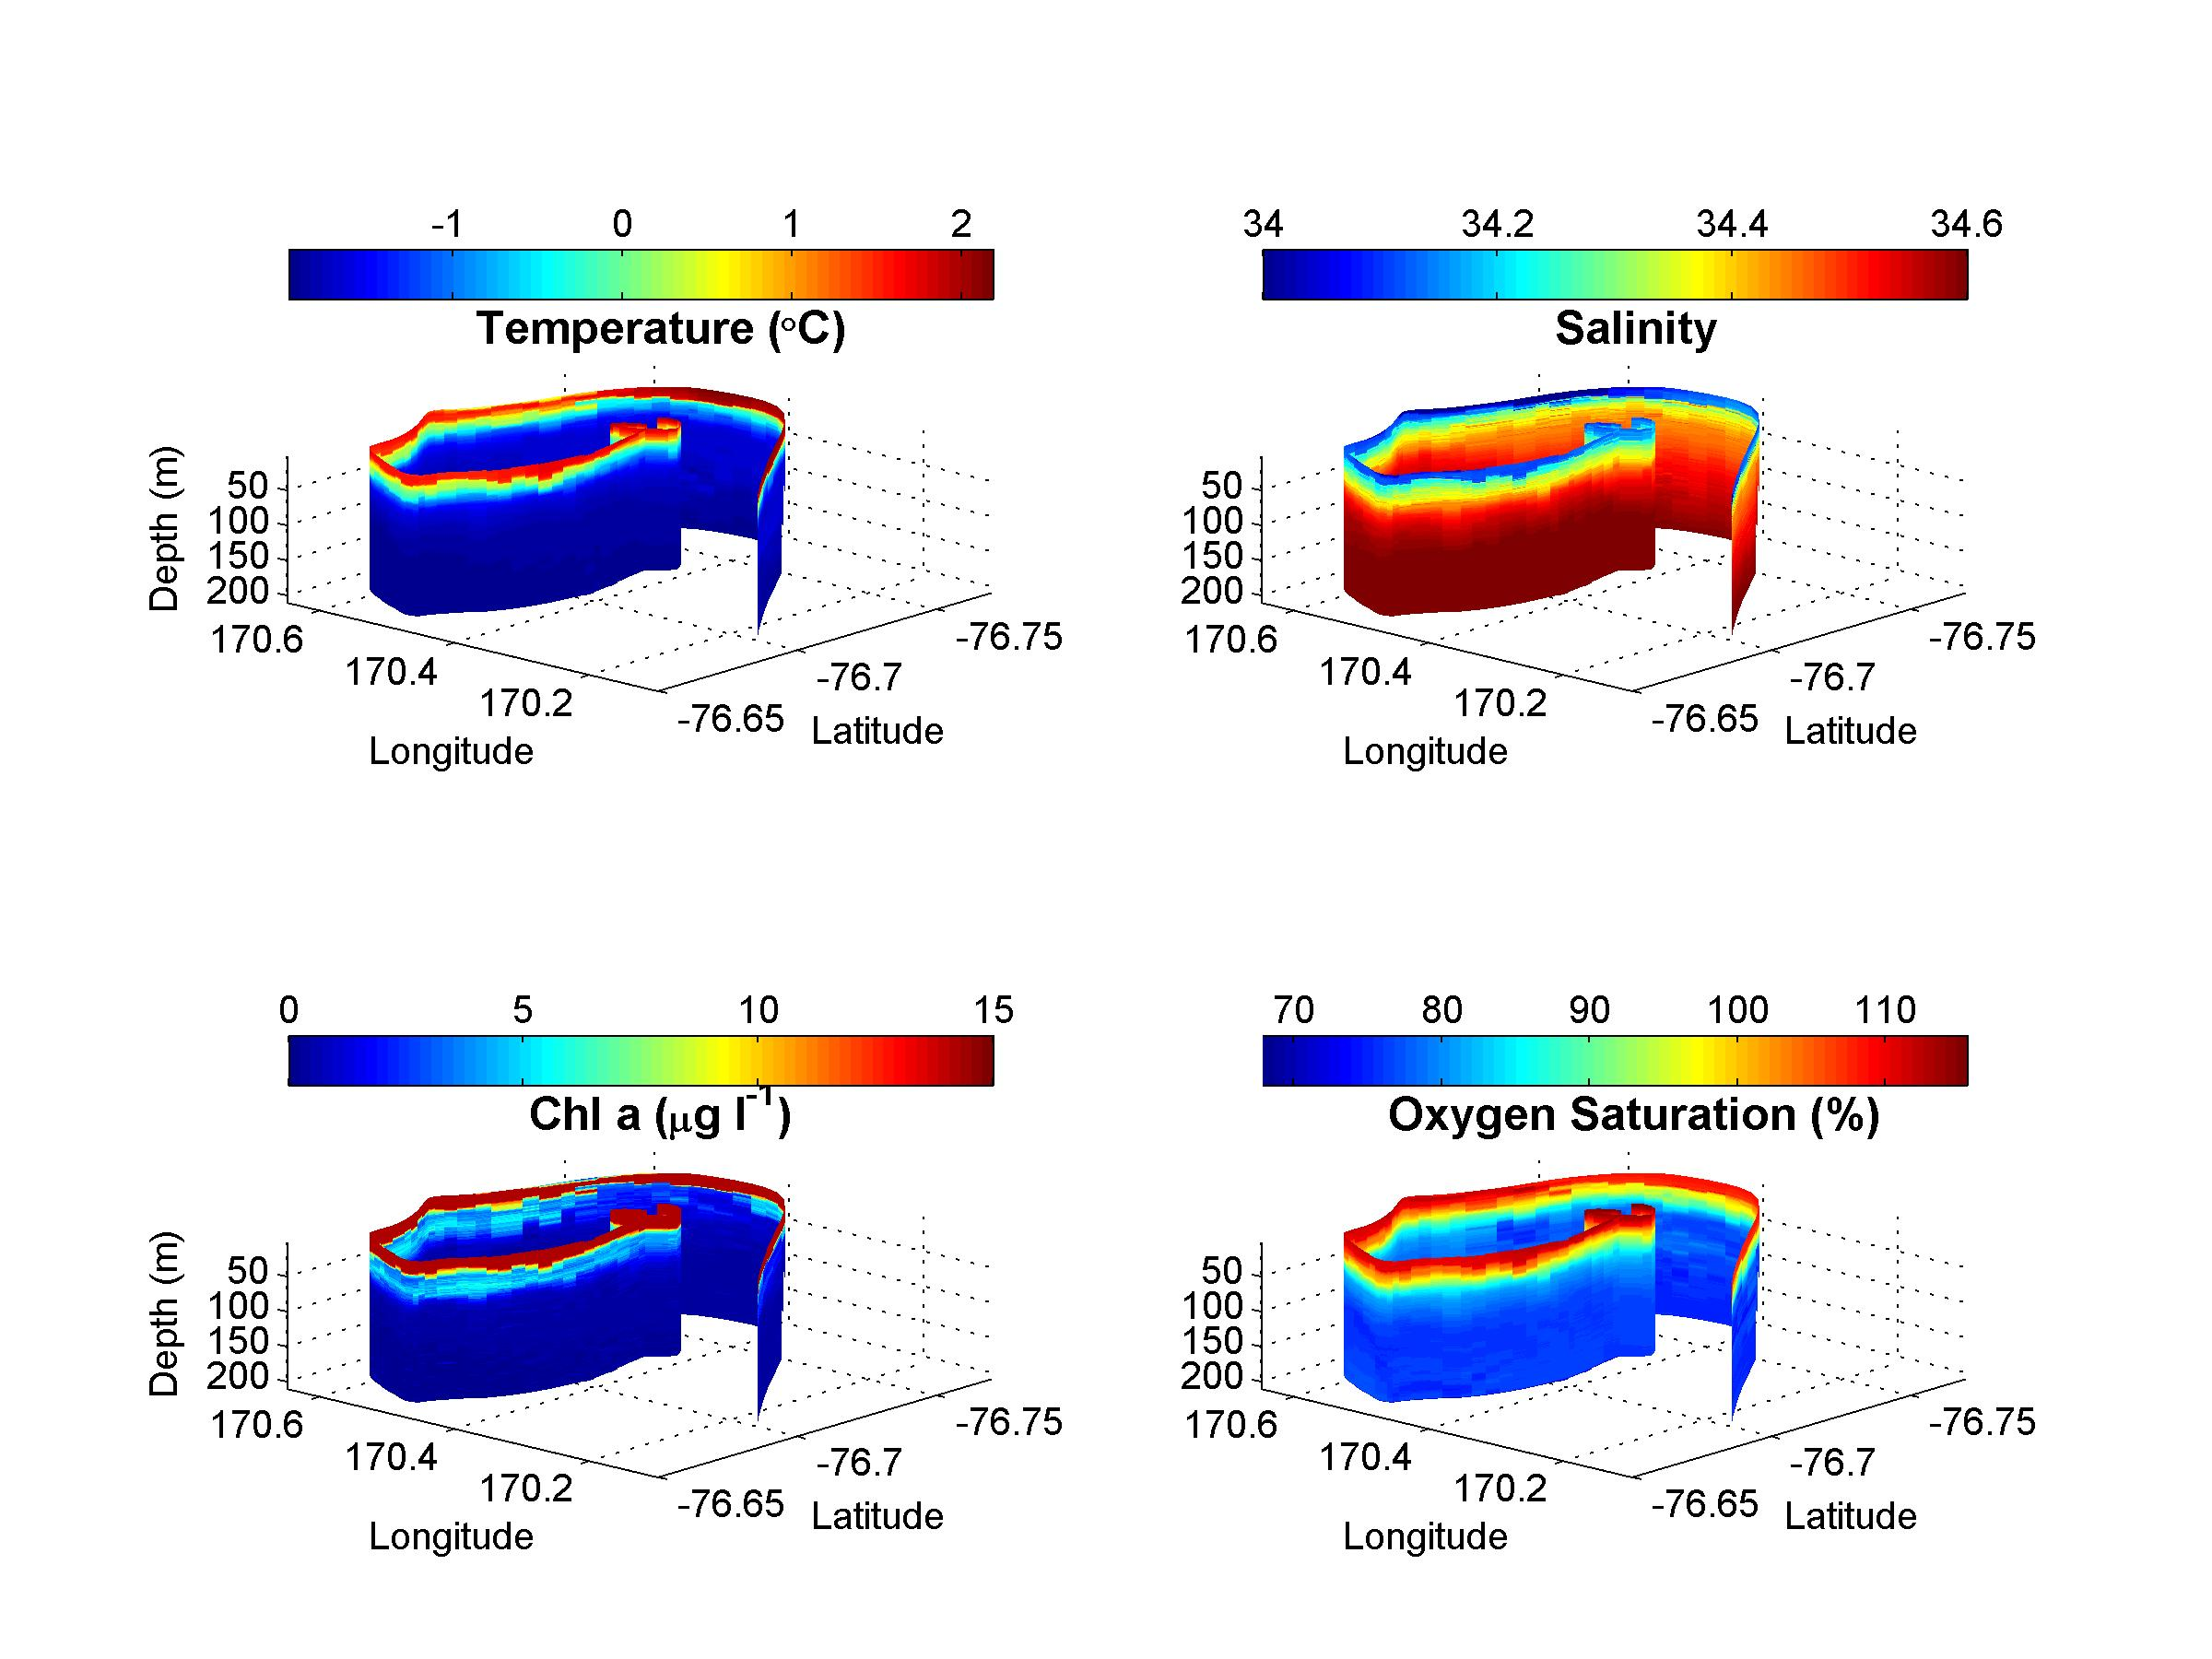 -1 0 1 2
Temperature (°C)
Depth (m)
50
100
150
200
170.6
170.4
170.2
Longitude
-76.65
-76.7
-76.75
Latitude
34 34.2 34.4 34.6
Salinity
50
100
150
200
170.6
170.4
170.2
Longitude
-76.65
-76.7
-76.75
Latitude
0 5 10 15
Chl a (μg l⁻¹)
Depth (m)
50
100
150
200
170.6
170.4
170.2
Longitude
-76.65
-76.7
-76.75
Latitude
70 80 90 100 110
Oxygen Saturation (%)
50
100
150
200
170.6
170.4
170.2
Longitude
-76.65
-76.7
-76.75
Latitude